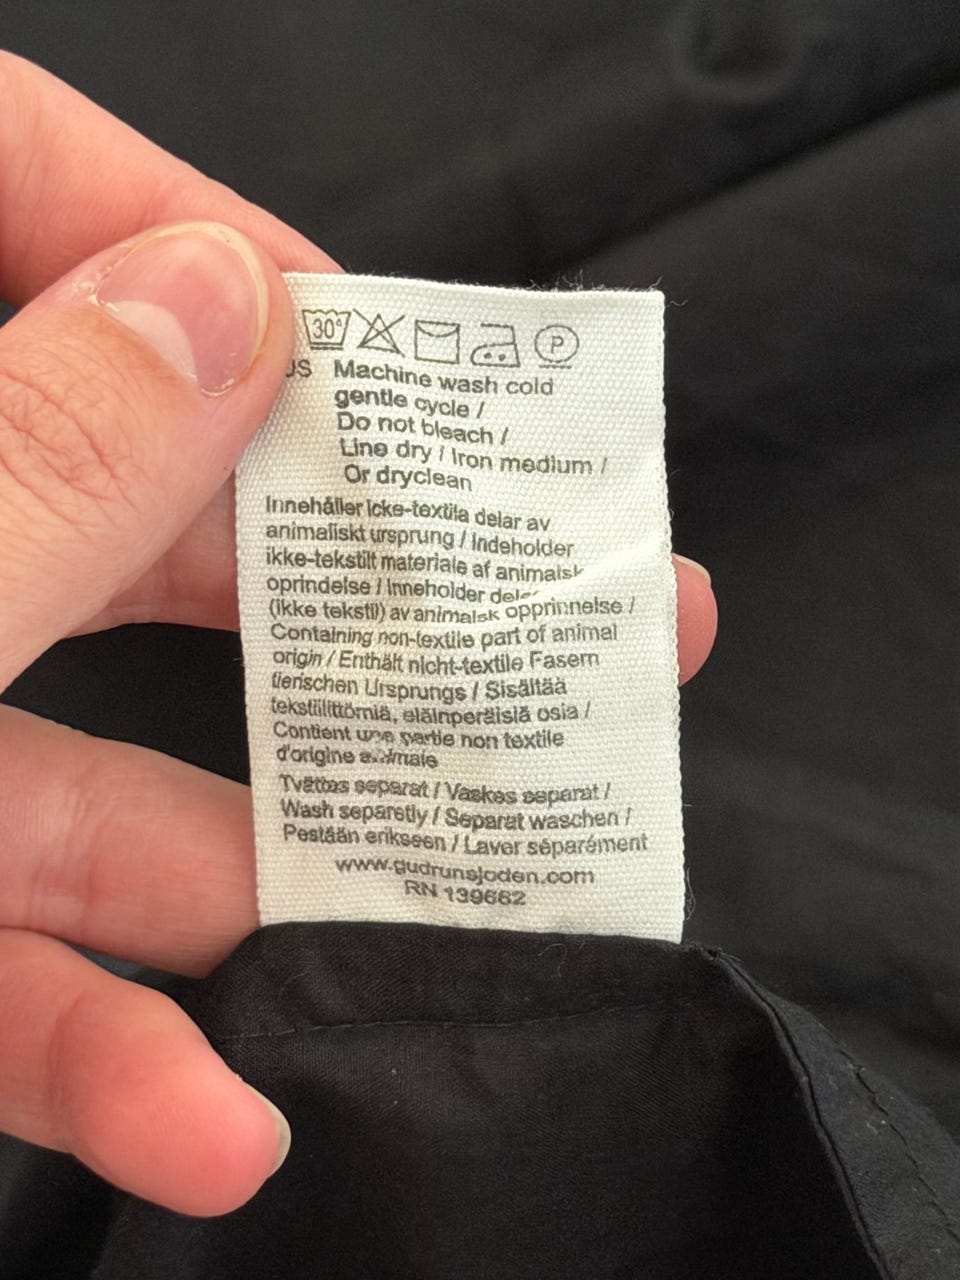 30° P
US Machine wash cold
gentle cycle /
Do not bleach /
Line dry / Iron medium /
Or dryclean
Innehåller icke-textila delar av
animaliskt ursprung / Indeholder
ikke-tekstilt materiale af animalsk
oprindelse / Inneholder
(ikke tekstil) av animalsk opprinnelse /
Containing non-textile part of animal
origin / Enthält nicht-textile Fasern
tierischen Ursprungs / Sisältää
tekstiilittömiä, eläinperäisiä osia /
Contient une partie non textile
d'origine animale
Tvättas separat / Vaskes separat /
Wash separetly / Separat waschen /
Pestään erikseen / Laver séparément
www.gudrunsjoden.com
RN 139662